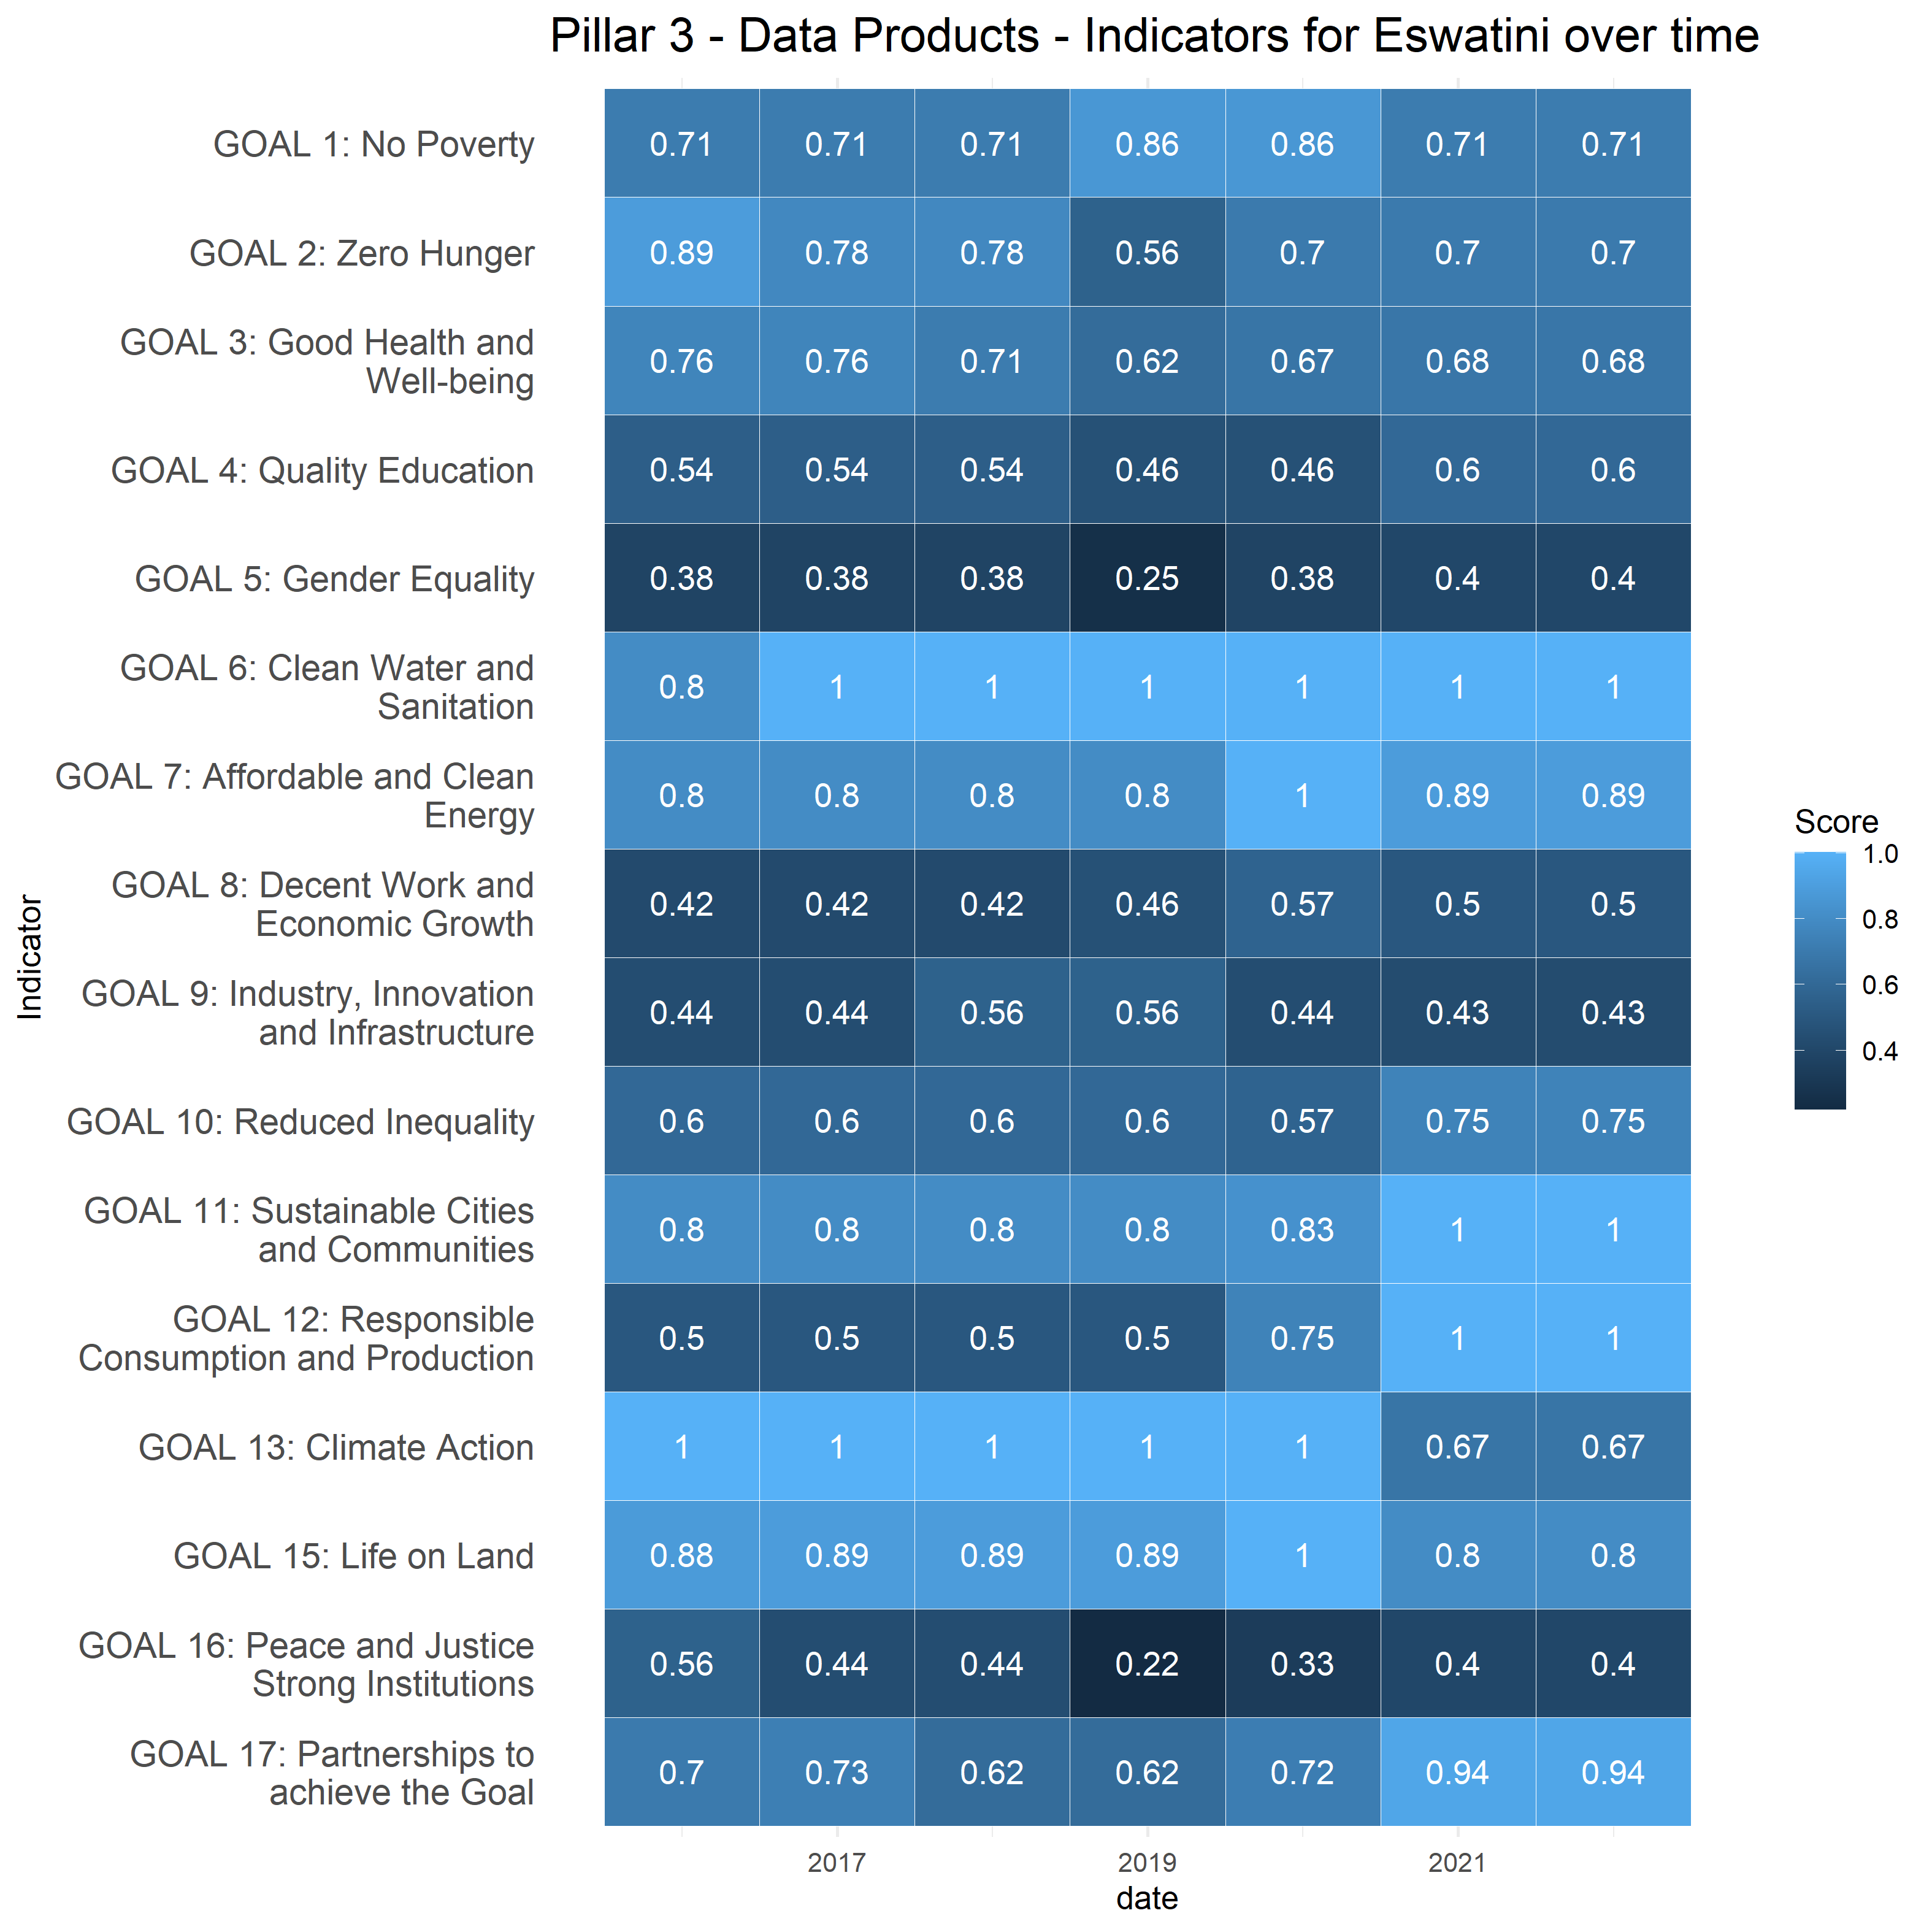 Pillar 3 - Data Products - Indicators for Eswatini over time
GOAL 1: No Poverty
0.71 0.71 0.71 0.86 0.86 0.71 0.71
GOAL 2: Zero Hunger
0.89 0.78 0.78 0.56 0.7 0.7 0.7
GOAL 3: Good Health and
Well-being
0.76 0.76 0.71 0.62 0.67 0.68 0.68
GOAL 4: Quality Education
0.54 0.54 0.54 0.46 0.46 0.6 0.6
GOAL 5: Gender Equality
0.38 0.38 0.38 0.25 0.38 0.4 0.4
GOAL 6: Clean Water and
Sanitation
0.8 1 1 1 1 1 1
GOAL 7: Affordable and Clean
Energy
0.8 0.8 0.8 0.8 1 0.89 0.89
GOAL 8: Decent Work and
Economic Growth
0.42 0.42 0.42 0.46 0.57 0.5 0.5
GOAL 9: Industry, Innovation
and Infrastructure
0.44 0.44 0.56 0.56 0.44 0.43 0.43
GOAL 10: Reduced Inequality
0.6 0.6 0.6 0.6 0.57 0.75 0.75
GOAL 11: Sustainable Cities
and Communities
0.8 0.8 0.8 0.8 0.83 1 1
GOAL 12: Responsible
Consumption and Production
0.5 0.5 0.5 0.5 0.75 1 1
GOAL 13: Climate Action
1 1 1 1 1 0.67 0.67
GOAL 15: Life on Land
0.88 0.89 0.89 0.89 1 0.8 0.8
GOAL 16: Peace and Justice
Strong Institutions
0.56 0.44 0.44 0.22 0.33 0.4 0.4
GOAL 17: Partnerships to
achieve the Goal
0.7 0.73 0.62 0.62 0.72 0.94 0.94
2017 2019 2021
date
Indicator
Score
1.0
0.8
0.6
0.4